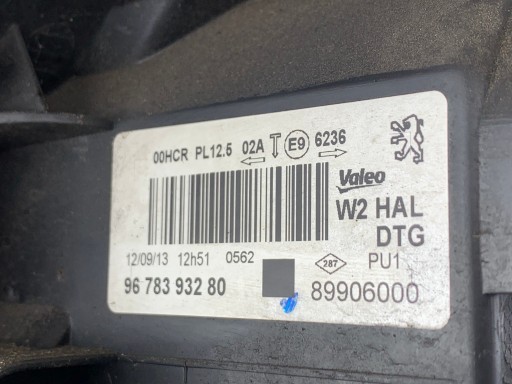 00HCR PL12.5 02A E9 6236
Valeo
W2 HAL
DTG
12/09/13 12h51 0562 287 PU1
96 783 932 80 89906000